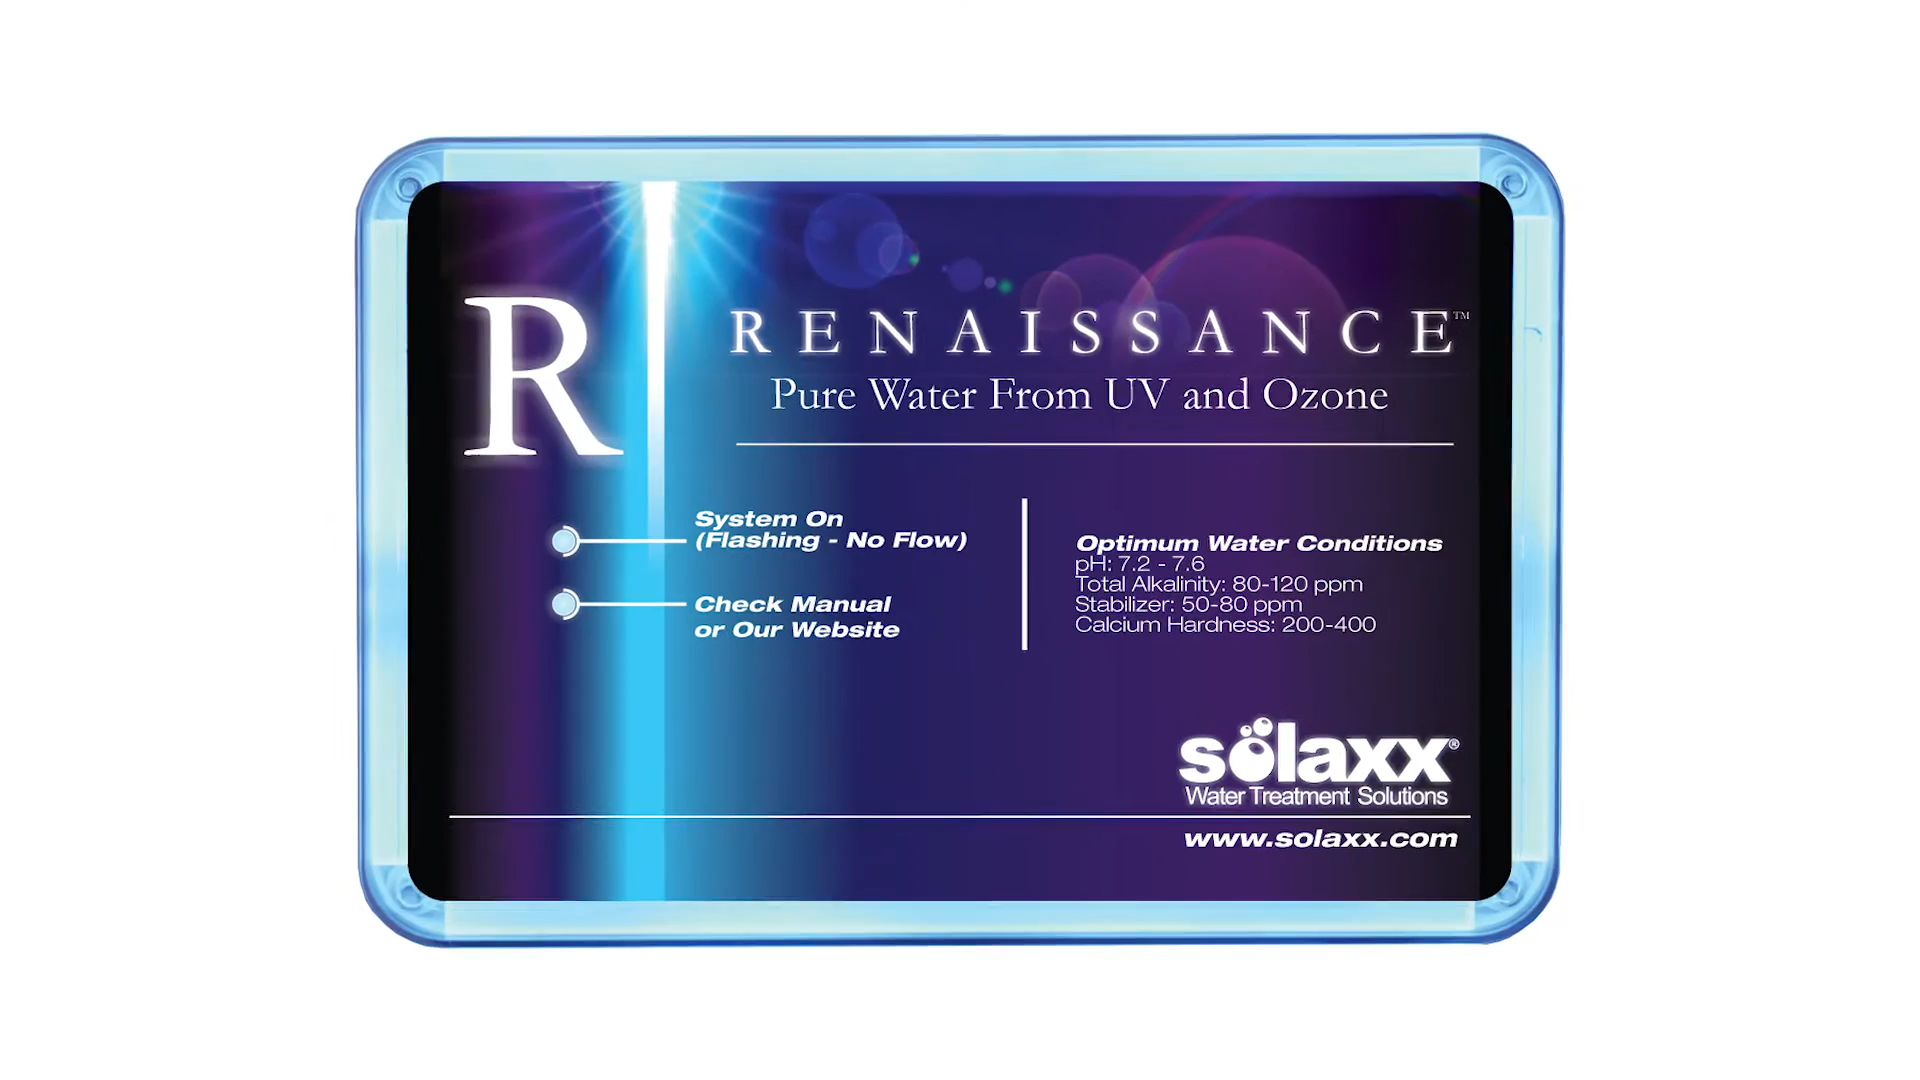 R
RENAISSANCE™
Pure Water From UV and Ozone
System On
(Flashing - No Flow)
Check Manual
or Our Website
Optimum Water Conditions
pH: 7.2 - 7.6
Total Alkalinity: 80-120 ppm
Stabilizer: 50-80 ppm
Calcium Hardness: 200-400
solaxx®
Water Treatment Solutions
www.solaxx.com